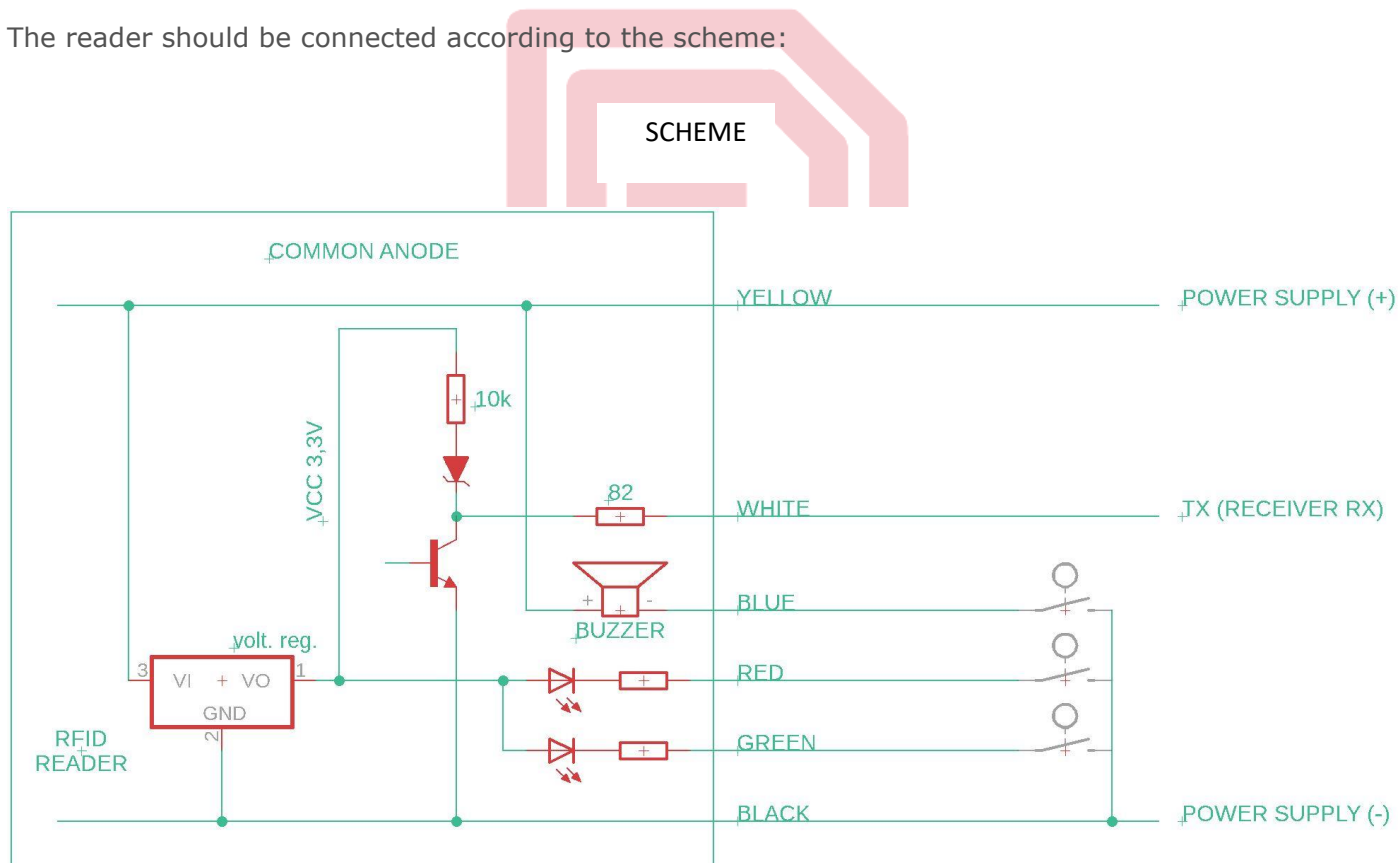 The reader should be connected according to the scheme:
SCHEME
COMMON ANODE
YELLOW
POWER SUPPLY (+)
10k
VCC 3,3V
82
WHITE
TX (RECEIVER RX)
+
-
BLUE
BUZZER
volt. reg.
3
VI
VO
1
GND
2
RED
RFID
READER
GREEN
BLACK
POWER SUPPLY (-)